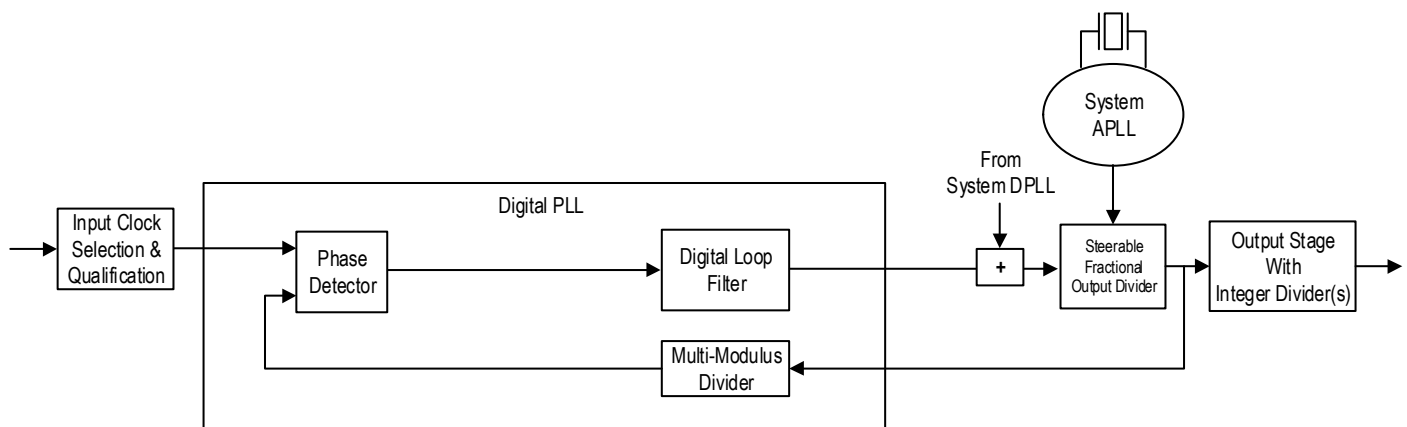 System
APLL
From
System DPLL
Digital PLL
Input Clock
Selection &
Qualification
Phase
Detector
Digital Loop
Filter
+
Steerable
Fractional
Output Divider
Output Stage
With
Integer Divider(s)
Multi-Modulus
Divider